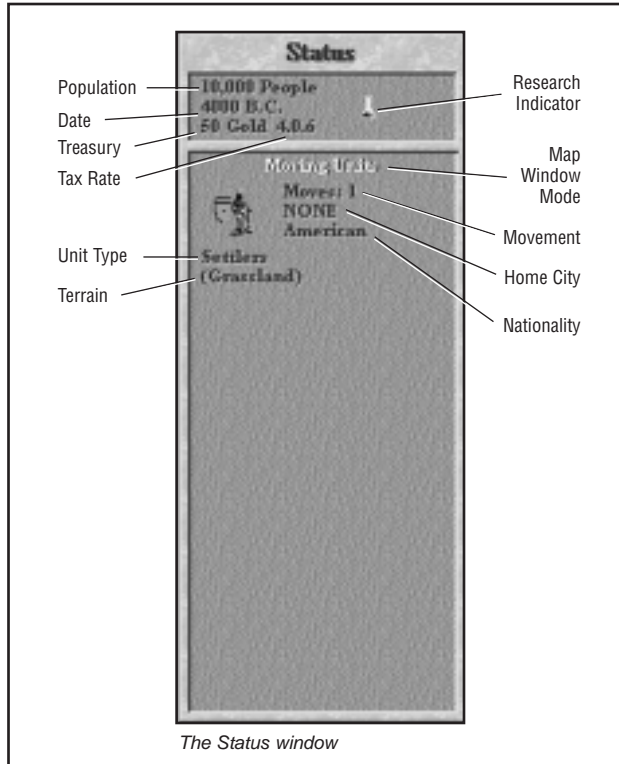 Status
Population
10,000 People
Research
Indicator
Date
4000 B.C.
Treasury
50 Gold 4.0.6
Tax Rate
Moving Units
Map
Window
Mode
Moves: 1
Movement
NONE
Home City
American
Nationality
Unit Type
Settlers
Terrain
(Grassland)
The Status window